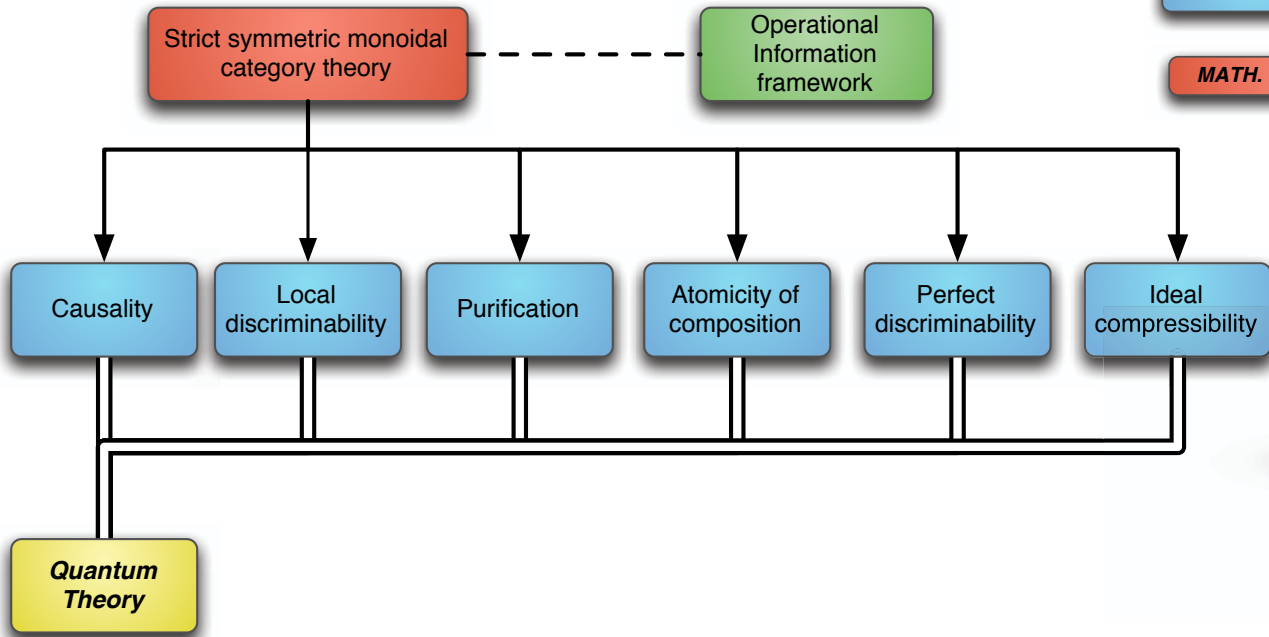 Strict symmetric monoidal
category theory
Operational
Information
framework
MATH.
Causality
Local
discriminability
Purification
Atomicity of
composition
Perfect
discriminability
Ideal
compressibility
Quantum
Theory